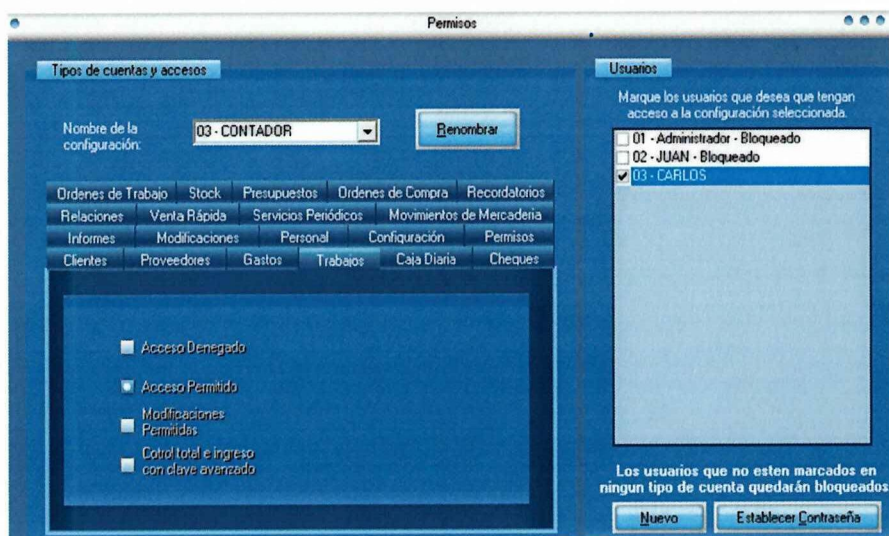 Permisos
Tipos de cuentas y accesos
Nombre de la
configuración:
03 - CONTADOR
Renombrar
Ordenes de Trabajo Stock Presupuestos Ordenes de Compra Recordatorios
Relaciones Venta Rápida Servicios Periódicos Movimientos de Mercaderia
Informes Modificaciones Personal Configuración Permisos
Clientes Proveedores Gastos Trabajos Caja Diaria Cheques
Acceso Denegado
Acceso Permitido
Modificaciones
Permitidas
Cotrol total e ingreso
con clave avanzado
Usuarios
Marque los usuarios que desea que tengan
acceso a la configuración seleccionada.
01 - Administrador - Bloqueado
02 - JUAN - Bloqueado
03 - CARLOS
Los usuarios que no esten marcados en
ningun tipo de cuenta quedarán bloqueados
Nuevo
Establecer Contraseña